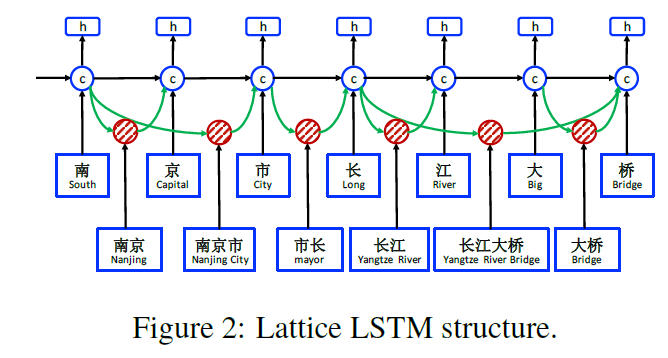 h h h h h h h
c c c c c c c
南 京 市 长 江 大 桥
South Capital City Long River Big Bridge
南京 南京市 市长 长江 长江大桥 大桥
Nanjing Nanjing City mayor Yangtze River Yangtze River Bridge Bridge
Figure 2: Lattice LSTM structure.